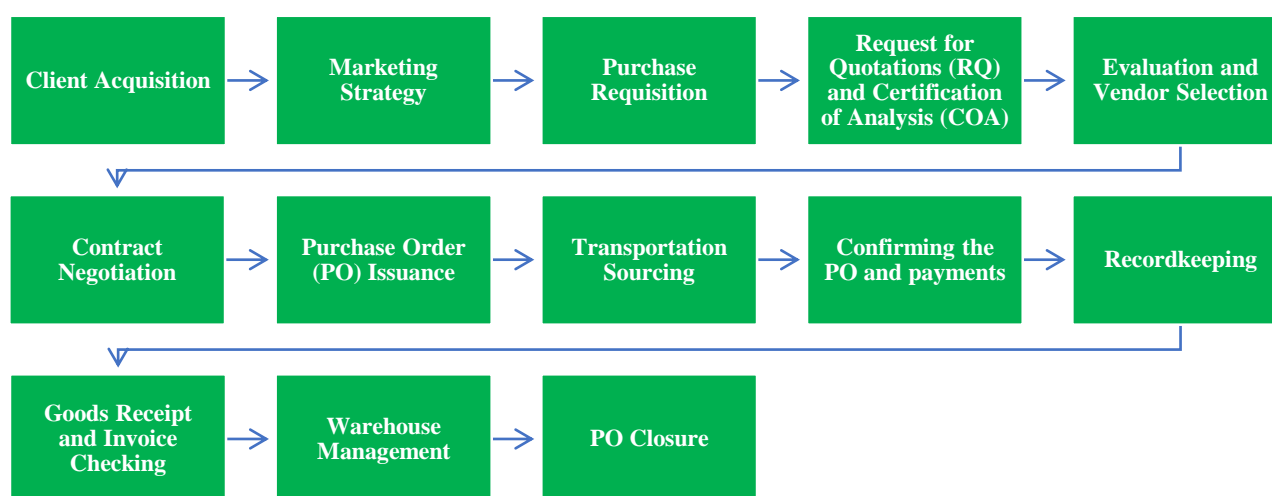 Client Acquisition
Marketing
Strategy
Purchase
Requisition
Request for
Quotations (RQ)
and Certification
of Analysis (COA)
Evaluation and
Vendor Selection
Contract
Negotiation
Purchase Order
(PO) Issuance
Transportation
Sourcing
Confirming the
PO and payments
Recordkeeping
Goods Receipt
and Invoice
Checking
Warehouse
Management
PO Closure